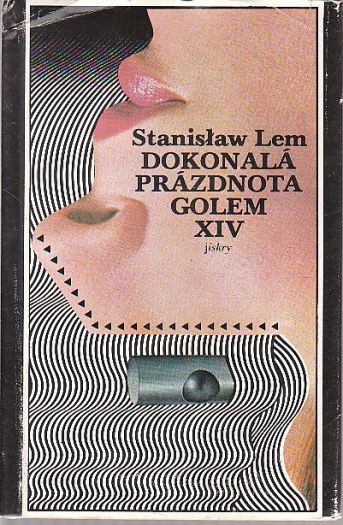 Stanisław Lem
DOKONALÁ
PRÁZDNOTA
GOLEM
XIV
jiskry